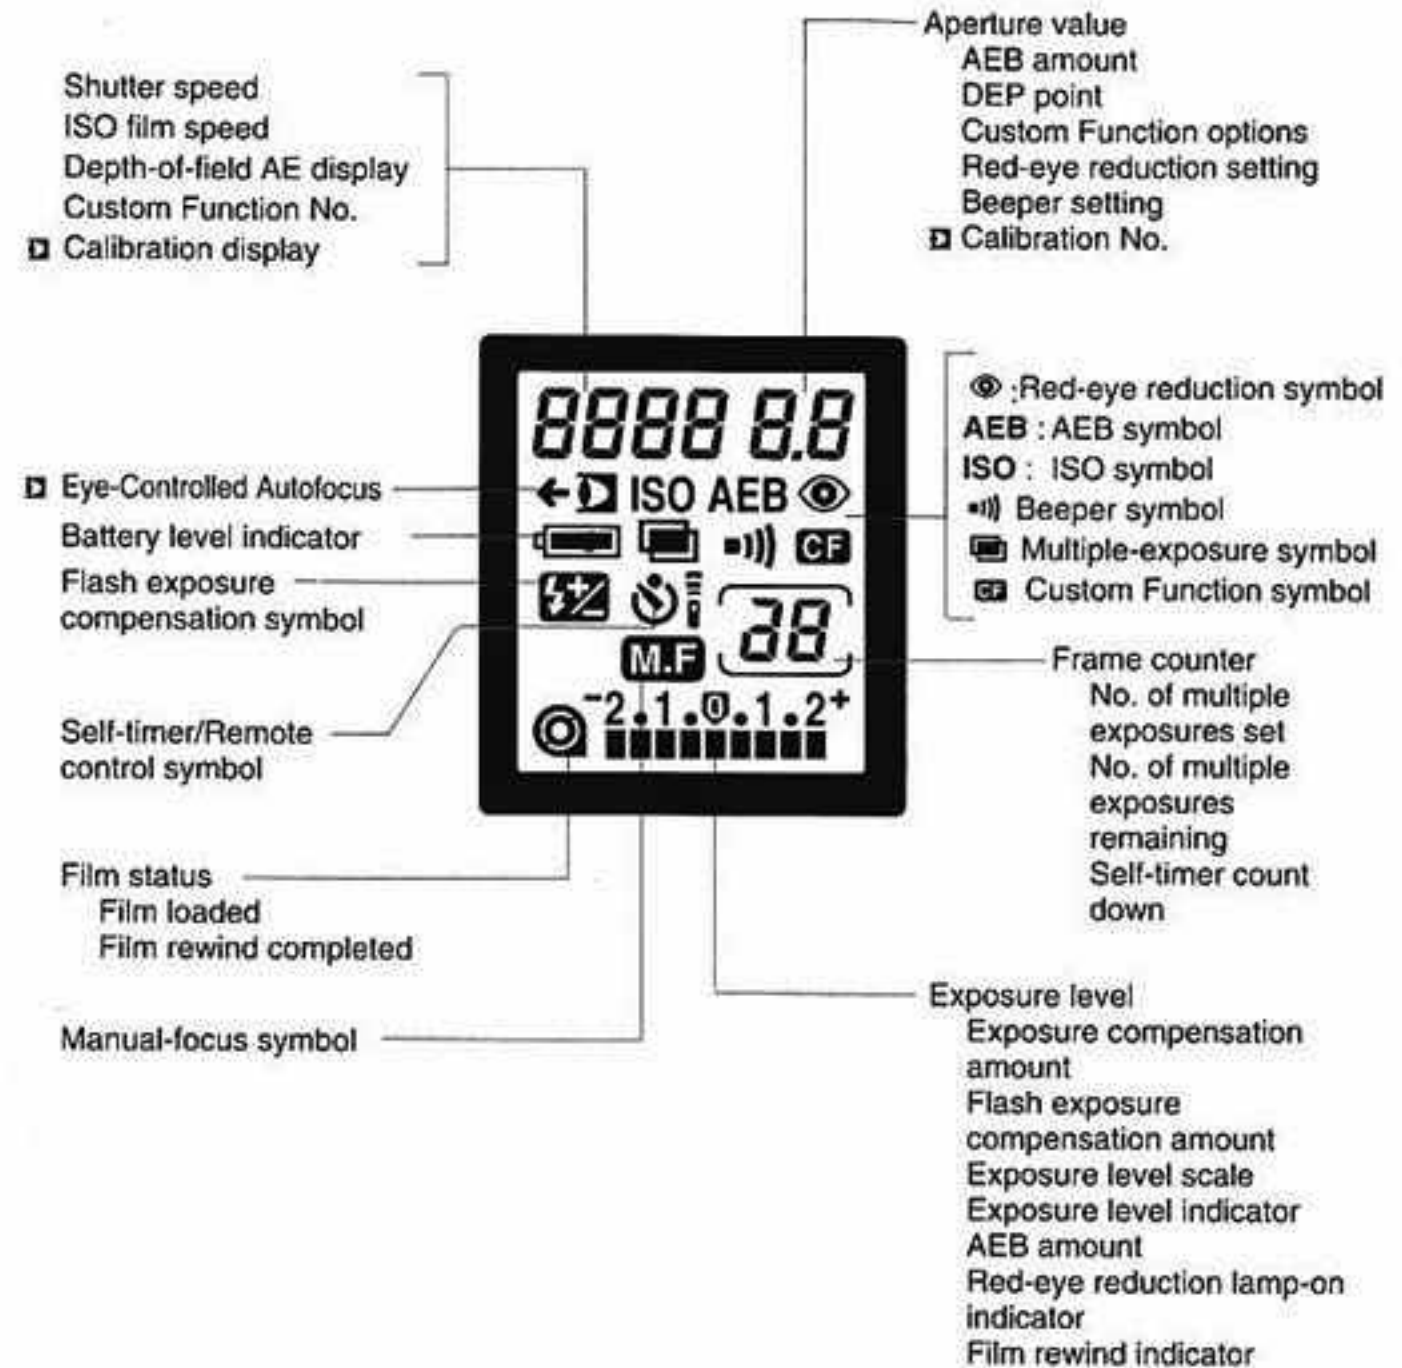 Aperture value
AEB amount
DEP point
Custom Function options
Red-eye reduction setting
Beeper setting
Calibration No.
Shutter speed
ISO film speed
Depth-of-field AE display
Custom Function No.
Calibration display
8888 8.8
ISO AEB
CF
M.F
38
-2.1.0.1.2+
:Red-eye reduction symbol
AEB : AEB symbol
ISO : ISO symbol
Beeper symbol
Multiple-exposure symbol
CF Custom Function symbol
Eye-Controlled Autofocus
Battery level indicator
Flash exposure
compensation symbol
Self-timer/Remote
control symbol
Film status
Film loaded
Film rewind completed
Manual-focus symbol
Frame counter
No. of multiple
exposures set
No. of multiple
exposures
remaining
Self-timer count
down
Exposure level
Exposure compensation
amount
Flash exposure
compensation amount
Exposure level scale
Exposure level indicator
AEB amount
Red-eye reduction lamp-on
indicator
Film rewind indicator